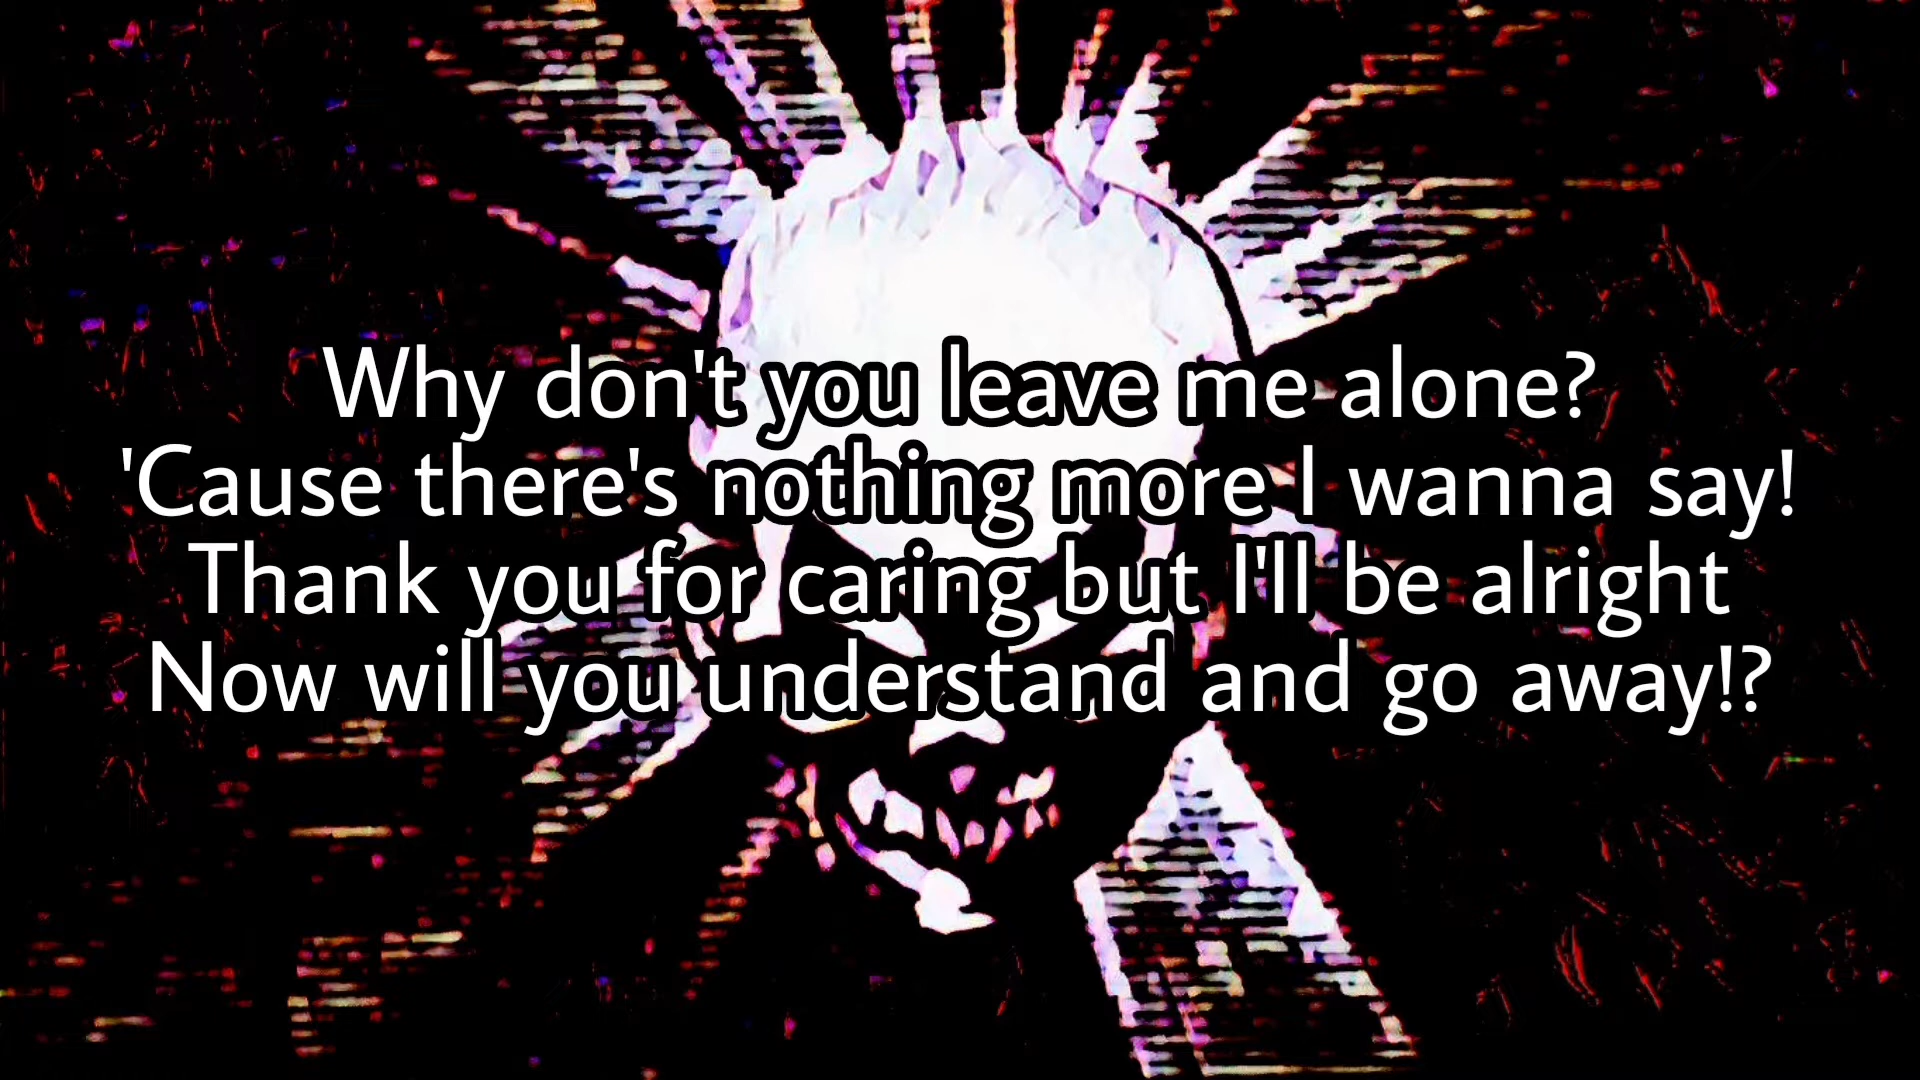 Why don't you leave me alone?
'Cause there's nothing more I wanna say!
Thank you for caring but I'll be alright
Now will you understand and go away!?